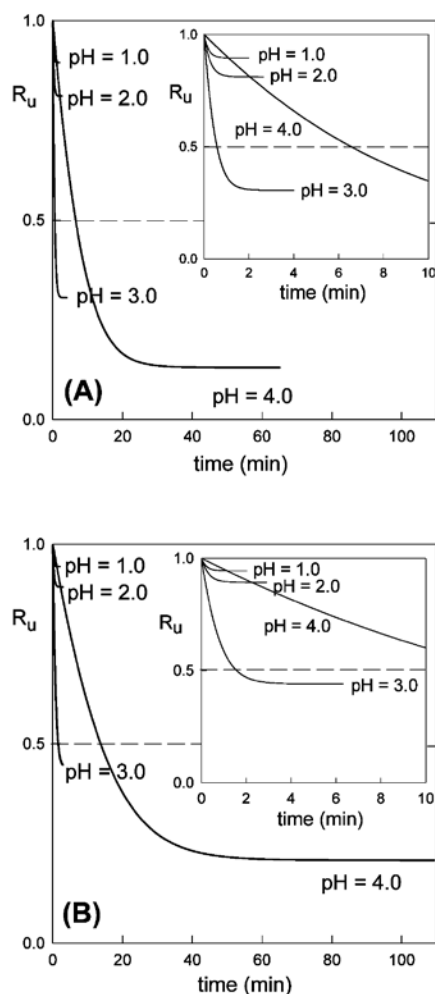 1.0
R_u
0.5
0.0
pH = 1.0
pH = 2.0
pH = 3.0
pH = 4.0
(A)
0 20 40 60 80 100
time (min)
1.0
R_u
0.5
0.0
pH = 1.0
pH = 2.0
pH = 4.0
pH = 3.0
0 2 4 6 8 10
time (min)
1.0
R_u
0.5
0.0
pH = 1.0
pH = 2.0
pH = 3.0
pH = 4.0
(B)
0 20 40 60 80 100
time (min)
1.0
R_u
0.5
0.0
pH = 1.0
pH = 2.0
pH = 4.0
pH = 3.0
0 2 4 6 8 10
time (min)